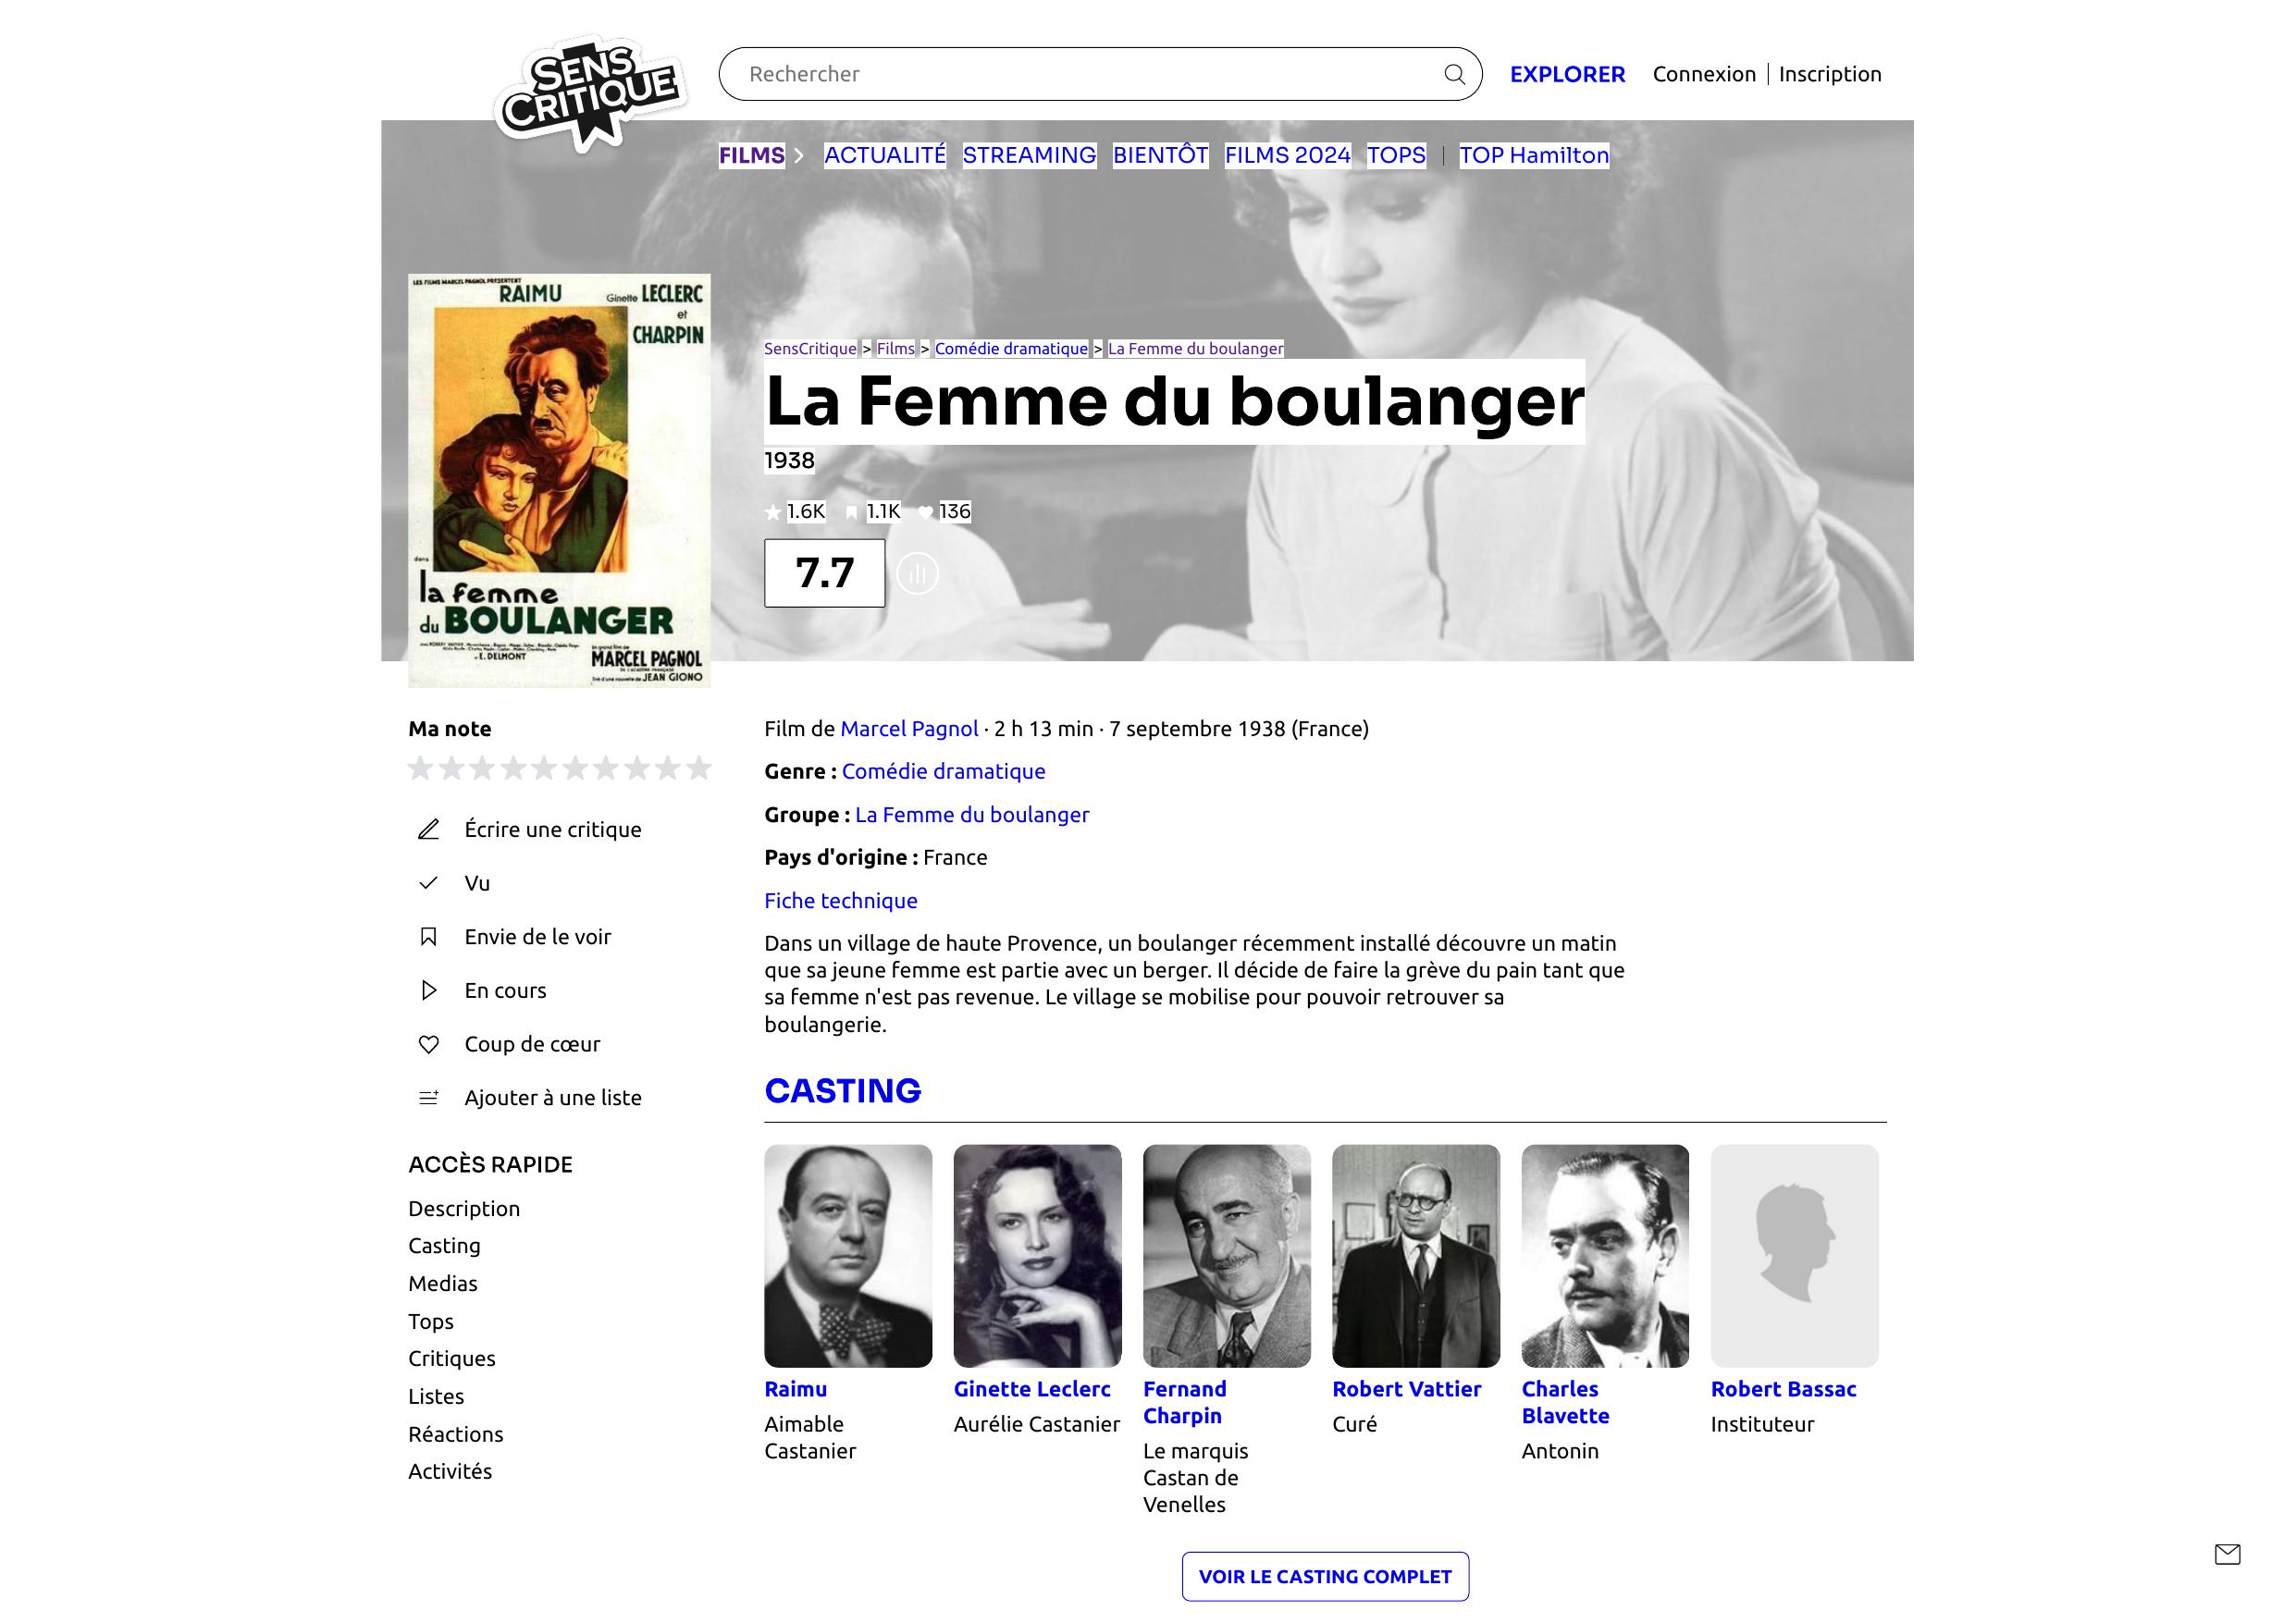 SENS
CRITIQUE
Rechercher
EXPLORER
Connexion | Inscription
FILMS
ACTUALITÉ
STREAMING
BIENTÔT
FILMS 2024
TOPS
TOP Hamilton
LES FILMS MARCEL PAGNOL PRESENTENT
RAIMU
Ginette LECLERC
et
CHARPIN
dans
la femme
du BOULANGER
E. DELMONT
MARCEL PAGNOL
JEAN GIONO
SensCritique > Films > Comédie dramatique > La Femme du boulanger
La Femme du boulanger
1938
1.6K 1.1K 136
7.7
Ma note
Écrire une critique
Vu
Envie de le voir
En cours
Coup de cœur
Ajouter à une liste
ACCÈS RAPIDE
Description
Casting
Medias
Tops
Critiques
Listes
Réactions
Activités
Film de Marcel Pagnol · 2 h 13 min · 7 septembre 1938 (France)
Genre : Comédie dramatique
Groupe : La Femme du boulanger
Pays d'origine : France
Fiche technique
Dans un village de haute Provence, un boulanger récemment installé découvre un matin
que sa jeune femme est partie avec un berger. Il décide de faire la grève du pain tant que
sa femme n'est pas revenue. Le village se mobilise pour pouvoir retrouver sa
boulangerie.
CASTING
Raimu
Aimable
Castanier
Ginette Leclerc
Aurélie Castanier
Fernand
Charpin
Le marquis
Castan de
Venelles
Robert Vattier
Curé
Charles
Blavette
Antonin
Robert Bassac
Instituteur
VOIR LE CASTING COMPLET